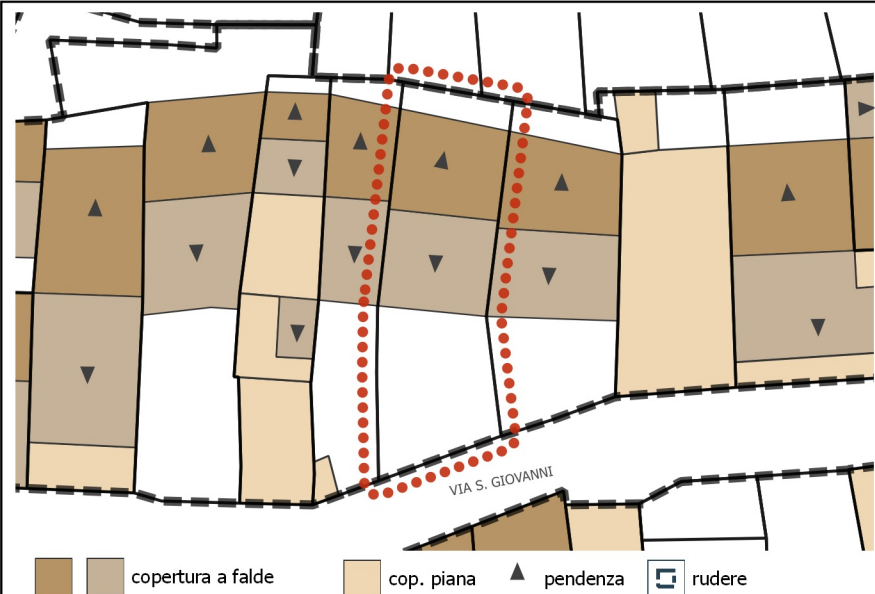 VIA S. GIOVANNI
copertura a falde
cop. piana
pendenza
rudere